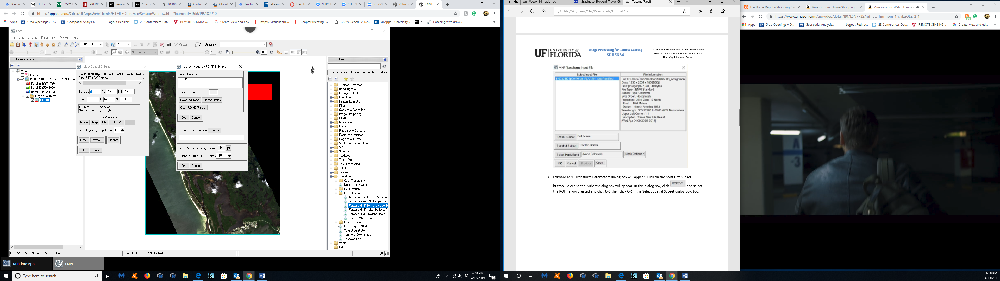 Raabe
Histori
02-211
PREDI
Sea-le
A casu
10.100
Global
Global
landsc
eLearn
Dashb
SUR53
SUR53
SUR53
Citrix F
ENVI
https://apps.ufl.edu/Citrix/UFAppsWeb/clients/HTML5Client/src/SessionWindow.html?launchid=1555195182210
Apps Grad Openings » D... Geospatial Analysis... Logout Redirect 23 Conferences Dat... REMOTE SENSING... Create, view and ed... https://virtuallearn... Chapter Meeting –... GSAW-Schedule-De... UFApps - University... a Hatching with draw...
ENVI
File Edit Display Placemarks Views Help
100% (1:1) 0° Vectors Annotations Go To
50 20 No stretch 10 0
Layer Manager
View
Overview
f100831t01p00r10rdn_FLAASH_Geo
Band 29 (638.1865)
Band 20 (550.3000)
Band 12 (472.4773)
Regions of Interest
ROI #1
Select Spatial Subset
File: f100831t01p00r10rdn_FLAASH_GeoRectified_
Dims: 517 x 628 (Integer)
Samples 1 To 517 NS 517
Lines 1 To 628 NL 628
Full Size : 649,352 bytes
Subset Size: 649,352 bytes
Subset Using
Image Map File ROI/EVF Scroll
Subset by Image Input Band 1
Reset Previous Open
OK Cancel
Subset Image by ROI/EVF Extent
Select Regions
ROI #1
Numer of items selected: 0
Select All Items Clear All Items
Open ROI/EVF file...
OK Cancel
Enter Output Filename Choose
Select Subset from Eigenvalues No
Number of Output MNF Bands 185
OK Cancel
N
Toolbox
/Transform/MNF Rotation/Forward MNF Estimat
Anomaly Detection
Band Algebra
Change Detection
Classification
Feature Extraction
Filter
Geometric Correction
Image Sharpening
LiDAR
Mosaicking
Radar
Radiometric Correction
Raster Management
Regions of Interest
Spatiotemporal Analysis
SPEAR
Spectral
Statistics
Target Detection
Task Processing
THOR
Terrain
Transform
Color Transforms
Decorrelation Stretch
ICA Rotation
MNF Rotation
Apply Forward MNF to Spectra
Apply Inverse MNF to Spectra
Forward MNF Estimate Noise St
Forward MNF Noise Statistics fr
Forward MNF Previous Noise St
Inverse MNF Rotation
PCA Rotation
Photographic Stretch
Saturation Stretch
Synthetic Color Image
Tasseled Cap
Vector
Extensions
Lat: 25°58'55.09"N, Lon: 81°40'37.90"W
Proj: UTM, Zone 17 North, NAD 83
Runtime App
ENVI
Type here to search
6:58 PM
4/13/2019
16
Week 14 _Lidar.pdf
Graduate Student Travel Gr
Tutorial7.pdf
file:///C:/Users/Mel/Downloads/Tutorial7.pdf
UF UNIVERSITY of FLORIDA
Image Processing for Remote Sensing
SUR5386
School of Forest Resources and Conservation
Gulf Coast Research and Education Center
Plant City Education Center
MNF Transform Input File
Select Input File
f100831t01p00r10rdn_FLAASH_GeoRectified
File Information
File: C:\Users\Omer\Desktop\SUR5386_Assignment
Dims: 1233 x 2034 x 185 [BSQ]
Size: [Integer] 927,931,140 bytes
File Type : ENVI Standard
Sensor Type: Unknown
Byte Order : Host (Intel)
Projection : UTM, Zone 17 North
Pixel : 16.6 Meters
Datum : North America 1983
Wavelength : 365.92981 to 2466.4729 Nanometers
Upper Left Corner: 1,1
Description: Create New File Result
[Wed Apr 04 00:30:54 2012]
Spatial Subset Full Scene
Spectral Subset 185/185 Bands
Select Mask Band <None Selected> Mask Options
OK Cancel Previous Open
3. Forward MNF Transform Parameters dialog box will appear. Click on the Shift Diff Subset
button. Select Spatial Subset dialog box will appear. In this dialog box, click ROI/EVF and select
the ROI file you created and click OK, then click OK in the Select Spatial Subset dialog box, too.
6:58 PM
4/13/2019
The Home Depot - Shopping Ca
Amazon.com: Online Shopping f
Amazon.com: Watch Hanna
https://www.amazon.com/gp/video/detail/B07L5N7P32/ref=atv_hm_hom_1_c_iEgOEZ_2_1
24
Apps Grad Openings » D... Geospatial Analysis... Logout Redirect 23 Conferences Dat... REMOTE SENSING... Create, view and ed...
A
-3
6:58 PM
4/13/2019